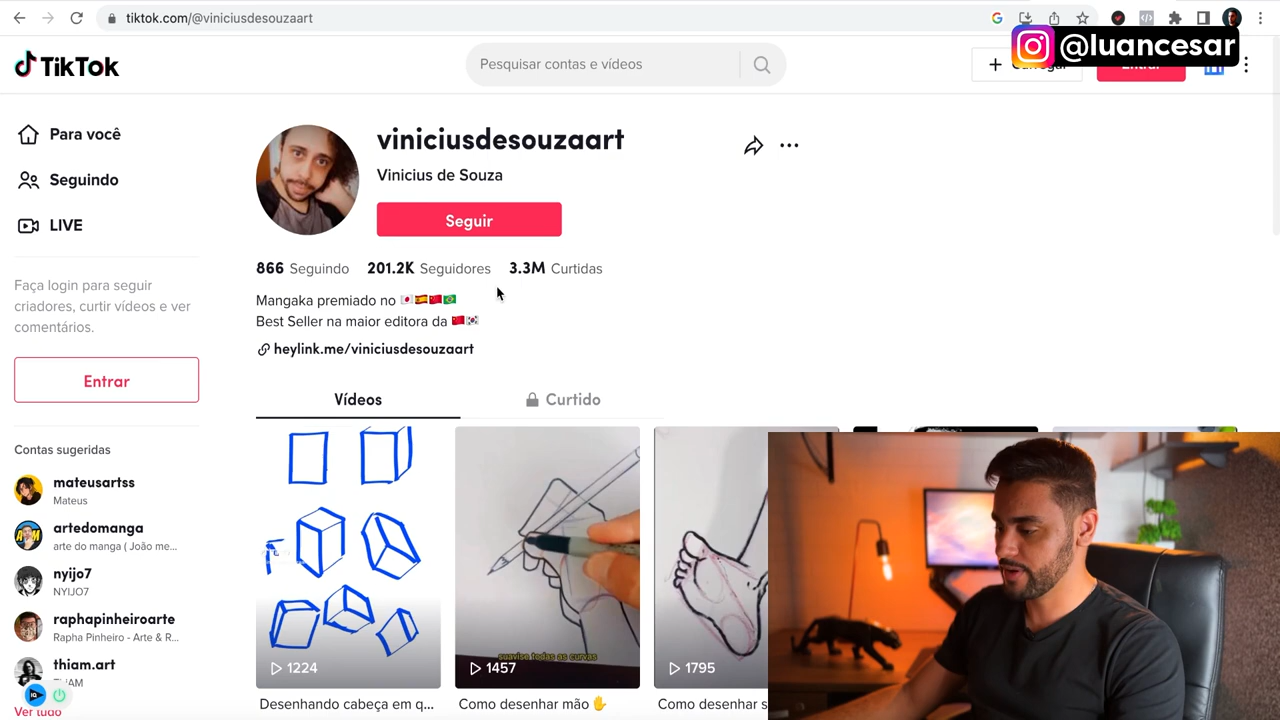 tiktok.com/@viniciusdesouzaart
@luancesar
TikTok
Pesquisar contas e vídeos
Para você
Seguindo
LIVE
Faça login para seguir
criadores, curtir vídeos e ver
comentários.
Entrar
Contas sugeridas
mateusartss
Mateus
artedomanga
arte do manga ( João me...
nyijo7
NYIJO7
raphapinheiroarte
Rapha Pinheiro - Arte & R...
thiam.art
Ver tudo
viniciusdesouzaart
Vinicius de Souza
Seguir
866 Seguindo 201.2K Seguidores 3.3M Curtidas
Mangaka premiado no
Best Seller na maior editora da
heylink.me/viniciusdesouzaart
Vídeos Curtido
suavise todas as curvas
1224 1457 1795
Desenhando cabeça em q... Como desenhar mão Como desenhar s